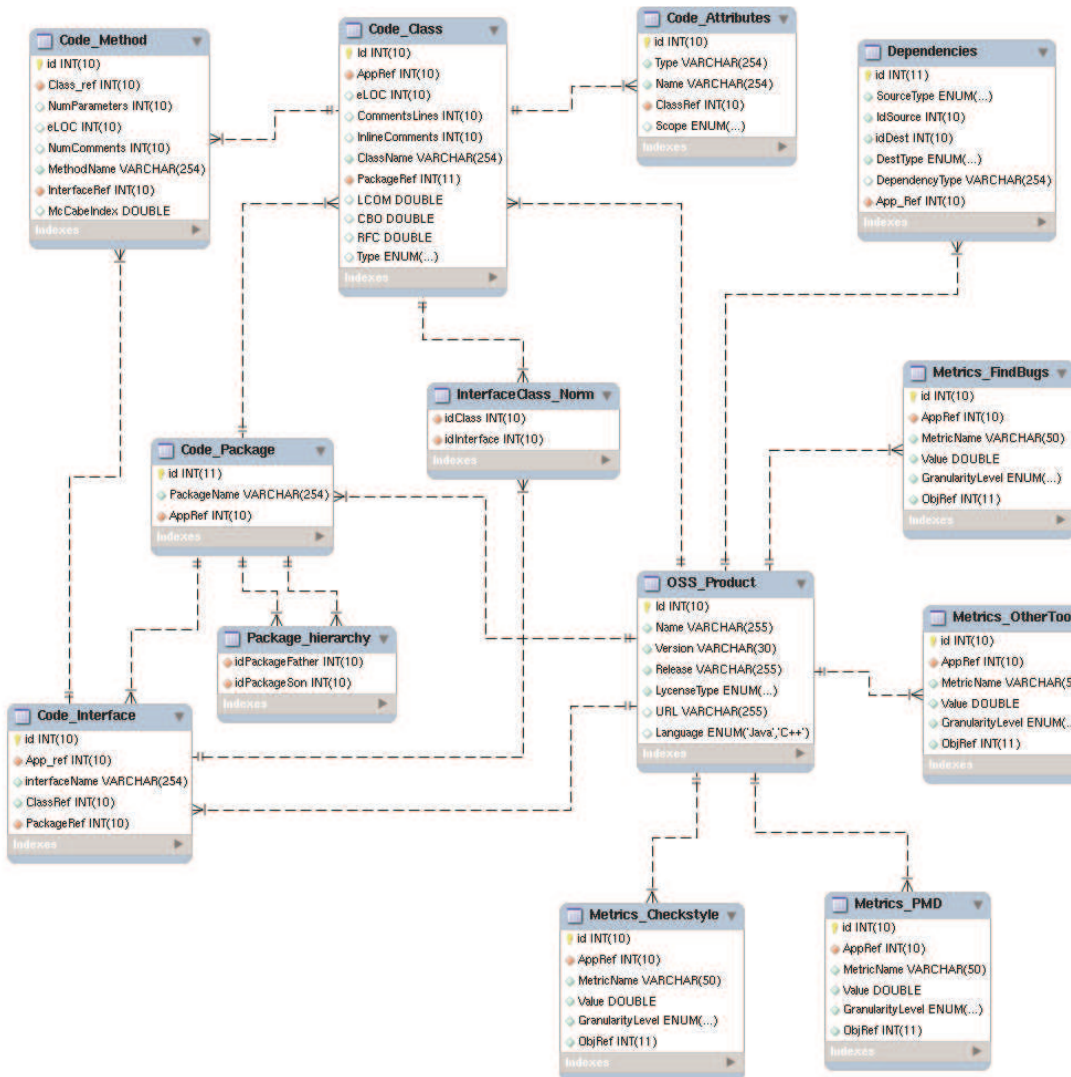 Code_Method
id INT(10)
Class_ref INT(10)
NumParameters INT(10)
eLOC INT(10)
NumComments INT(10)
MethodName VARCHAR(254)
InterfaceRef INT(10)
McCabeIndex DOUBLE
Indexes
Code_Class
Id INT(10)
AppRef INT(10)
eLOC INT(10)
CommentsLines INT(10)
InlineComments INT(10)
ClassName VARCHAR(254)
PackageRef INT(11)
LCOM DOUBLE
CBO DOUBLE
RFC DOUBLE
Type ENUM(...)
Indexes
Code_Attributes
id INT(10)
Type VARCHAR(254)
Name VARCHAR(254)
ClassRef INT(10)
Scope ENUM(...)
Indexes
Dependencies
id INT(11)
SourceType ENUM(...)
IdSource INT(10)
idDest INT(10)
DestType ENUM(...)
DependencyType VARCHAR(254)
App_Ref INT(10)
Indexes
InterfaceClass_Norm
idClass INT(10)
idInterface INT(10)
Indexes
Metrics_FindBugs
id INT(10)
AppRef INT(10)
MetricName VARCHAR(50)
Value DOUBLE
GranularityLevel ENUM(...)
ObjRef INT(11)
Indexes
Code_Package
id INT(11)
PackageName VARCHAR(254)
AppRef INT(10)
Indexes
Package_hierarchy
idPackageFather INT(10)
idPackageSon INT(10)
Indexes
OSS_Product
Id INT(10)
Name VARCHAR(255)
Version VARCHAR(30)
Release VARCHAR(255)
LycenseType ENUM(...)
URL VARCHAR(255)
Language ENUM('Java','C++')
Indexes
Metrics_OtherToo
id INT(10)
AppRef INT(10)
MetricName VARCHAR(5
Value DOUBLE
GranularityLevel ENUM(..
ObjRef INT(11)
Indexes
Code_Interface
id INT(10)
App_ref INT(10)
interfaceName VARCHAR(254)
ClassRef INT(10)
PackageRef INT(10)
Indexes
Metrics_Checkstyle
id INT(10)
AppRef INT(10)
MetricName VARCHAR(50)
Value DOUBLE
GranularityLevel ENUM(...)
ObjRef INT(11)
Indexes
Metrics_PMD
id INT(10)
AppRef INT(10)
MetricName VARCHAR(50)
Value DOUBLE
GranularityLevel ENUM(...)
ObjRef INT(11)
Indexes